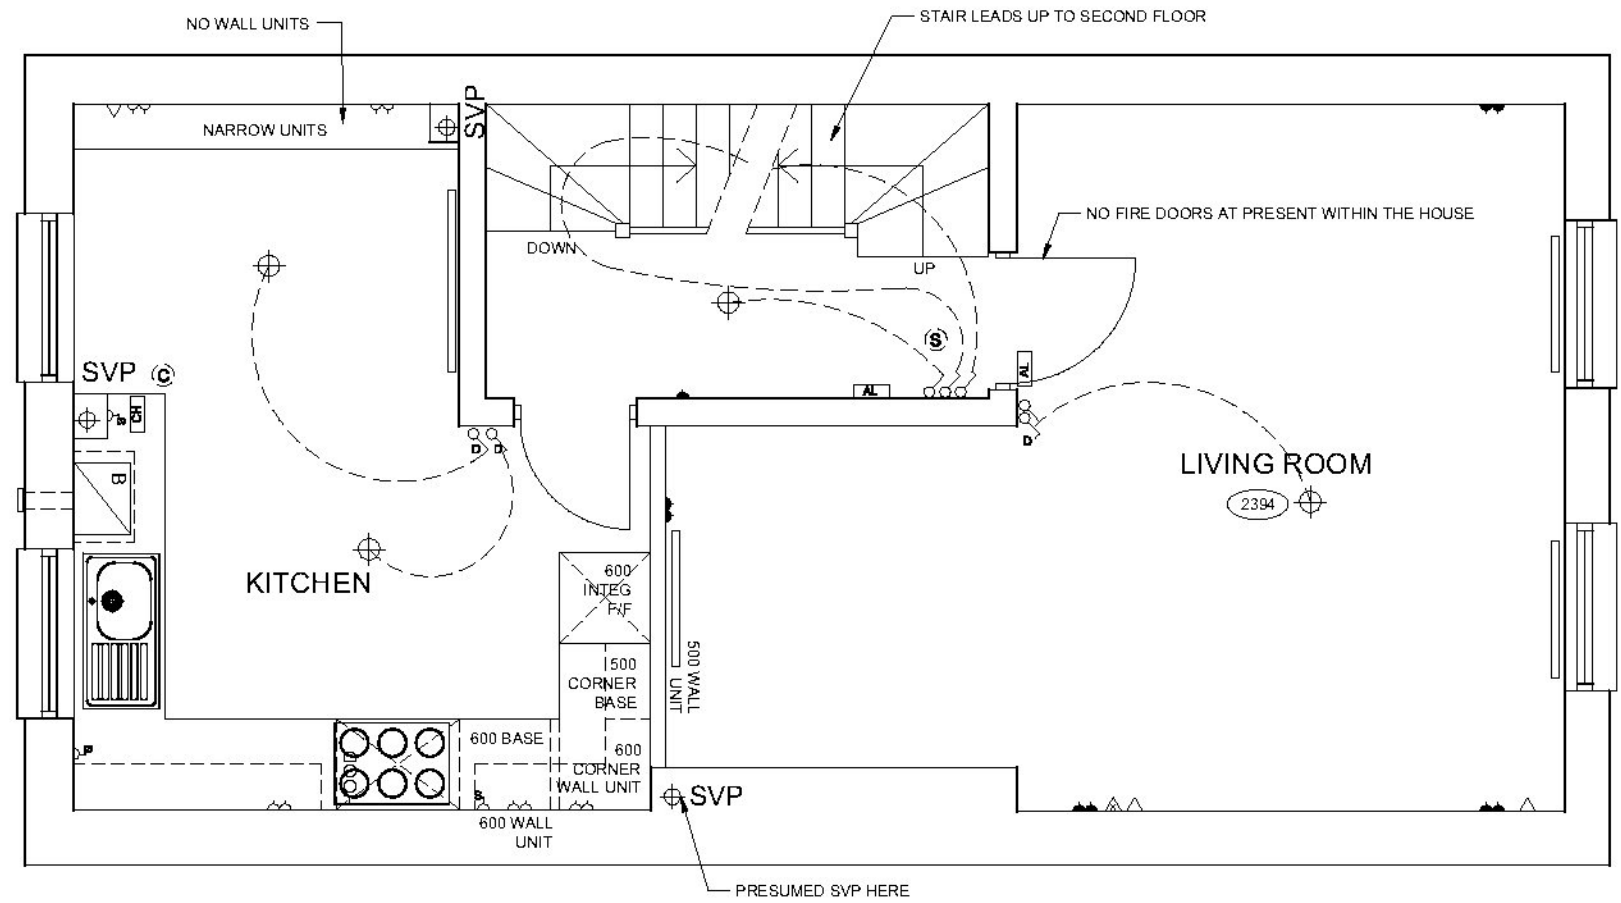 NO WALL UNITS
STAIR LEADS UP TO SECOND FLOOR
NARROW UNITS
SVP
NO FIRE DOORS AT PRESENT WITHIN THE HOUSE
DOWN
UP
S
SVP
C
CH
S
AL
AL
D
D
D
B
LIVING ROOM
2394
KITCHEN
600
INTEG
F/F
500
CORNER
BASE
500 WALL
UNIT
600 BASE
600
CORNER
WALL UNIT
S
S
SVP
600 WALL
UNIT
PRESUMED SVP HERE